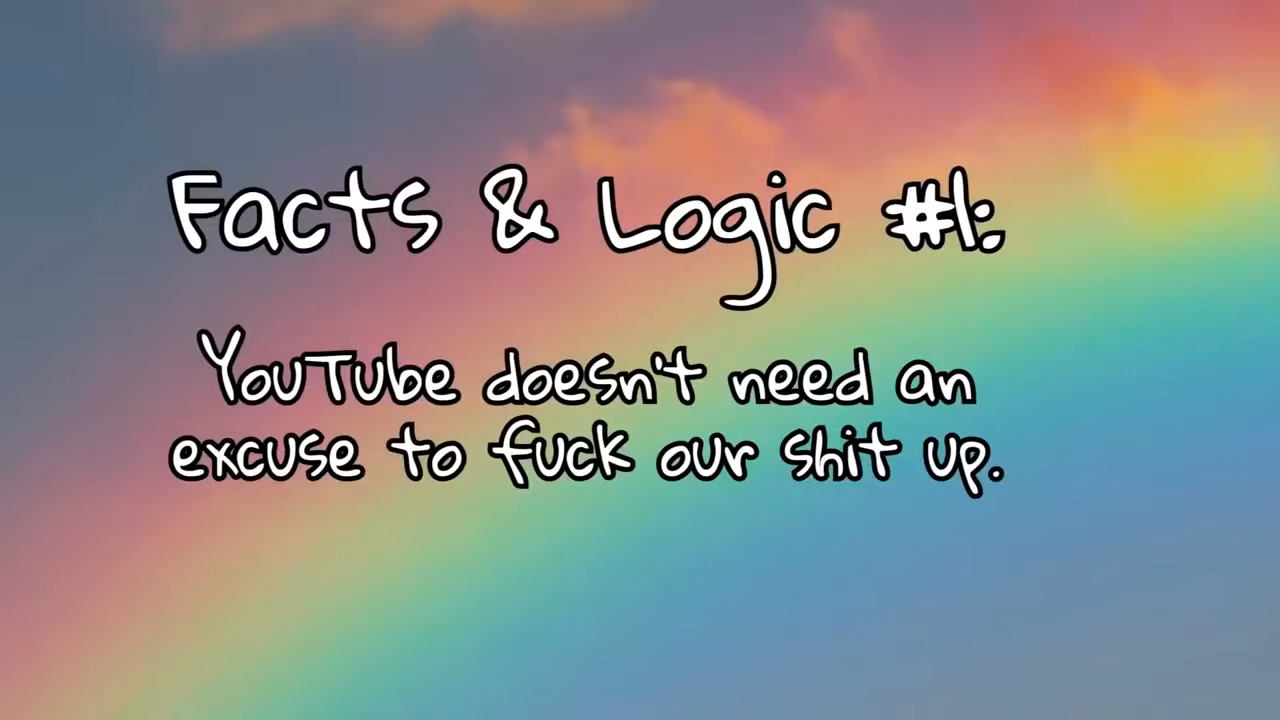 Facts & Logic #1:
YouTube doesn't need an
excuse to fuck our shit up.